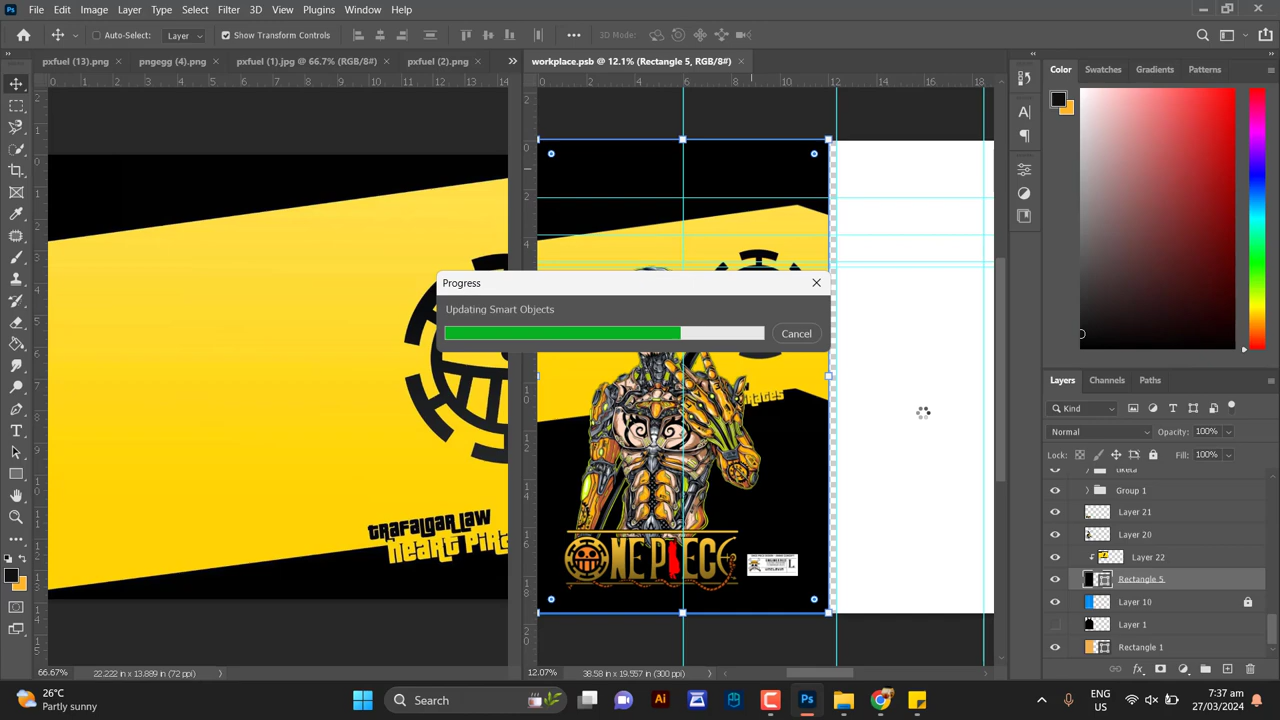 Ps File Edit Image Layer Type Select Filter 3D View Plugins Window Help
Auto-Select: Layer Show Transform Controls 3D Mode:
pxfuel (13).png pngegg (4).png pxfuel (1).jpg @ 66.7% (RGB/8#) pxfuel (2).png
workplace.psb @ 12.1% (Rectangle 5, RGB/8#)
Color Swatches Gradients Patterns
Progress
Updating Smart Objects
Cancel
TRAFALGAR LAW
HEART PIRA
ONE PIECE
L
Layers Channels Paths
Kind
Normal Opacity: 100%
Lock: Fill: 100%
Group 1
Layer 21
Layer 20
Layer 22
Rectangle 5
Layer 10
Layer 1
Rectangle 1
66.67% 22.222 in x 13.889 in (72 ppi)
12.07% 38.58 in x 19.557 in (300 ppi)
26°C
Partly sunny
Search
Ai
Ps
ENG
US
7:37 am
27/03/2024